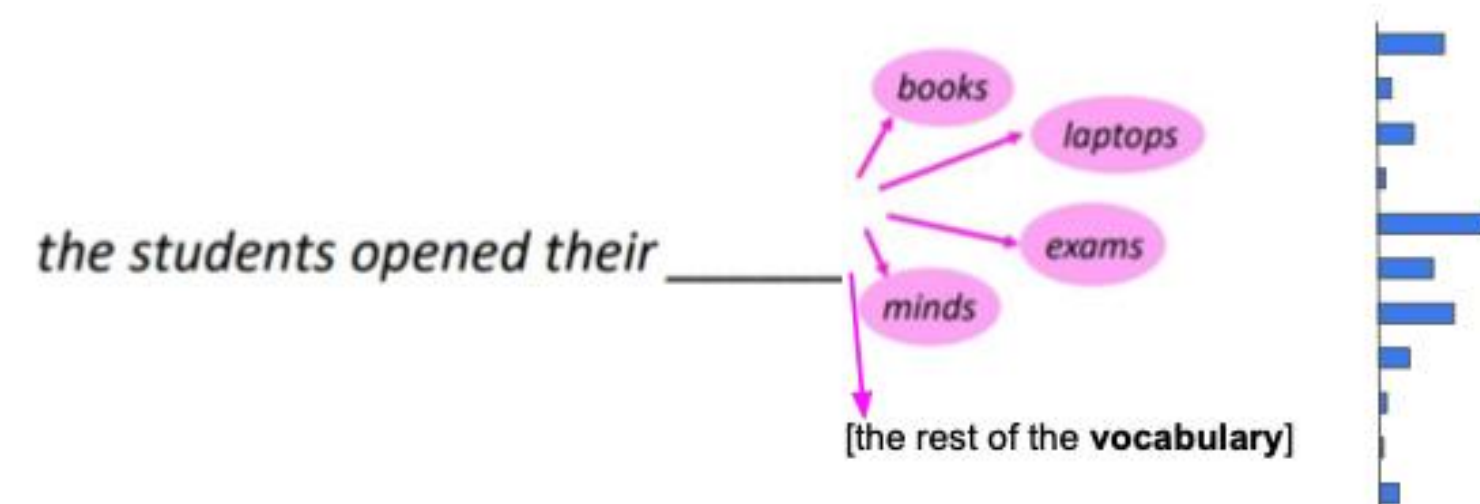 books
laptops
the students opened their ______
exams
minds
[the rest of the vocabulary]